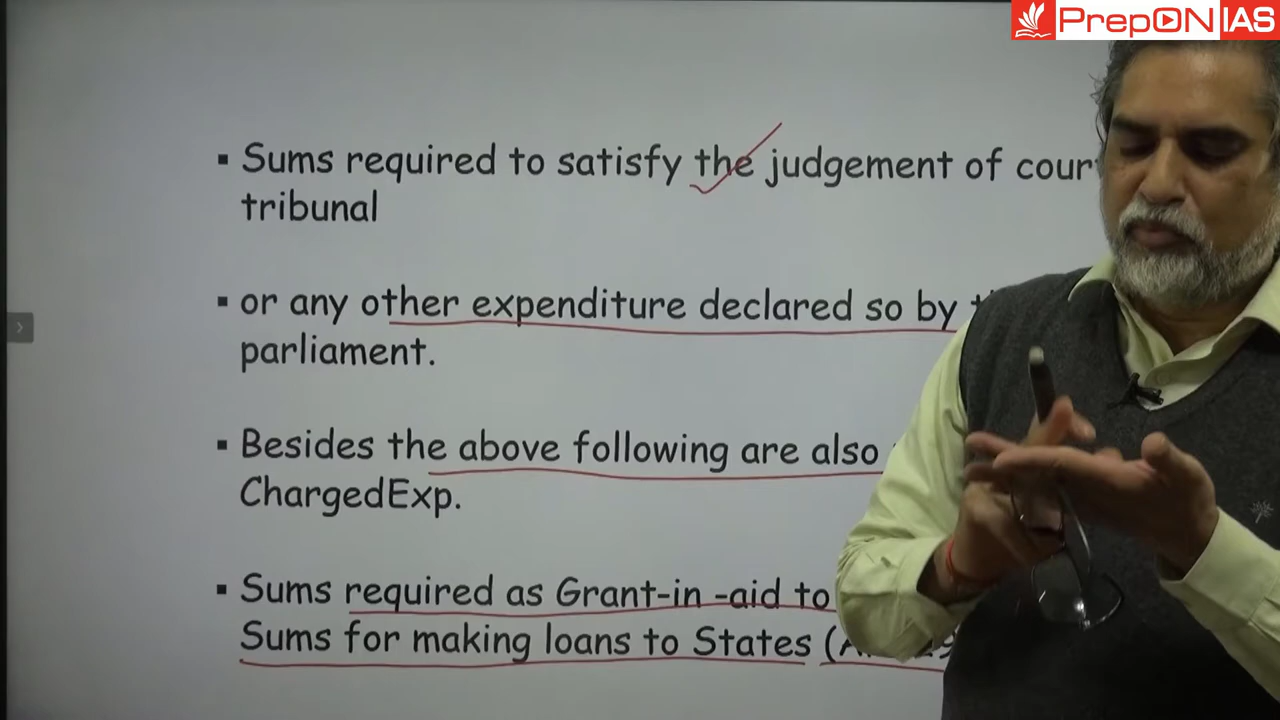 PrepON IAS
▪ Sums required to satisfy the judgement of
tribunal
▪ or any other expenditure declared so by
parliament.
▪ Besides the above following are also
ChargedExp.
▪ Sums required as Grant-in -aid to
Sums for making loans to States